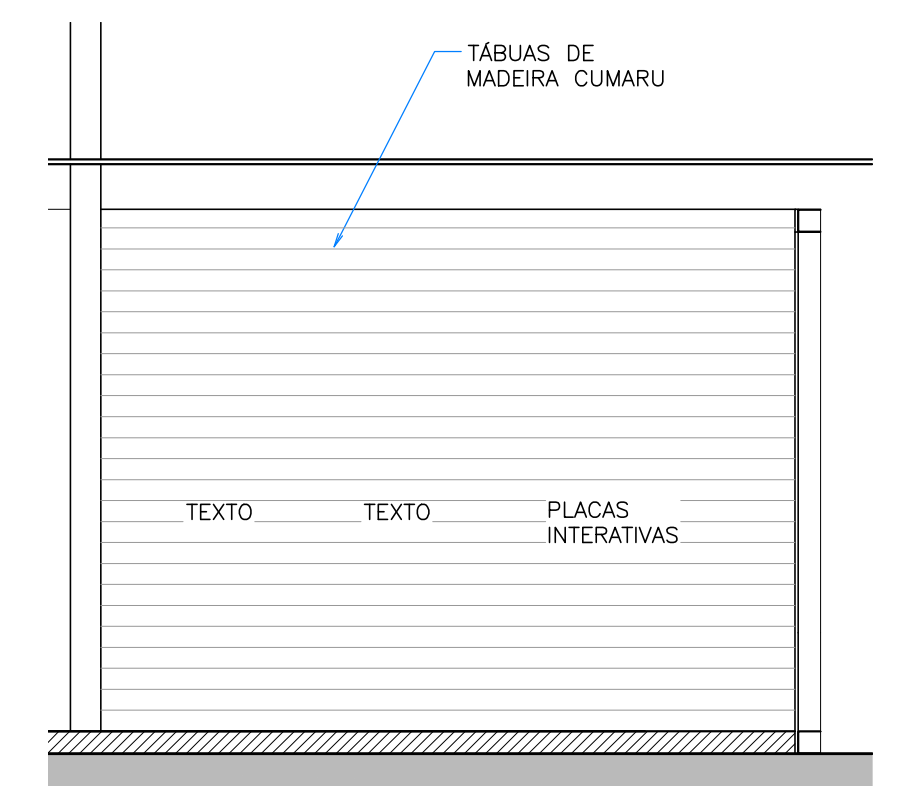 TÁBUAS DE
MADEIRA CUMARU
TEXTO
TEXTO
PLACAS
INTERATIVAS